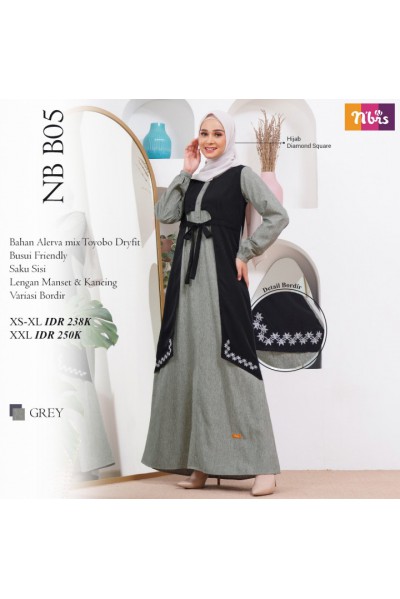 NB B05
Nbrs
Hijab
Diamond Square
Bahan Alerva mix Toyobo Dryfit
Busui Friendly
Saku Sisi
Lengan Manset & Kancing
Variasi Bordir
XS-XL IDR 238K
XXL IDR 250K
Detail Bordir
GREY